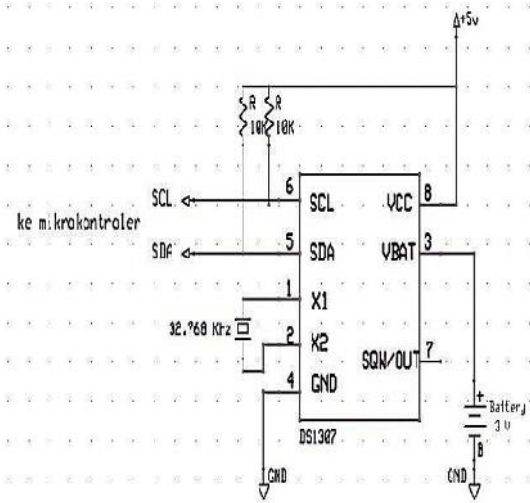 +5v
R R
10K 10K
6
SCL SCL VCC 8
ke mikrokontroler
SDA 5 SDA VBAT 3
1 X1
32.768 KHz
2 X2
SQW/OUT 7
4 GND
+
Battery
3 V
DS1307
GND GND